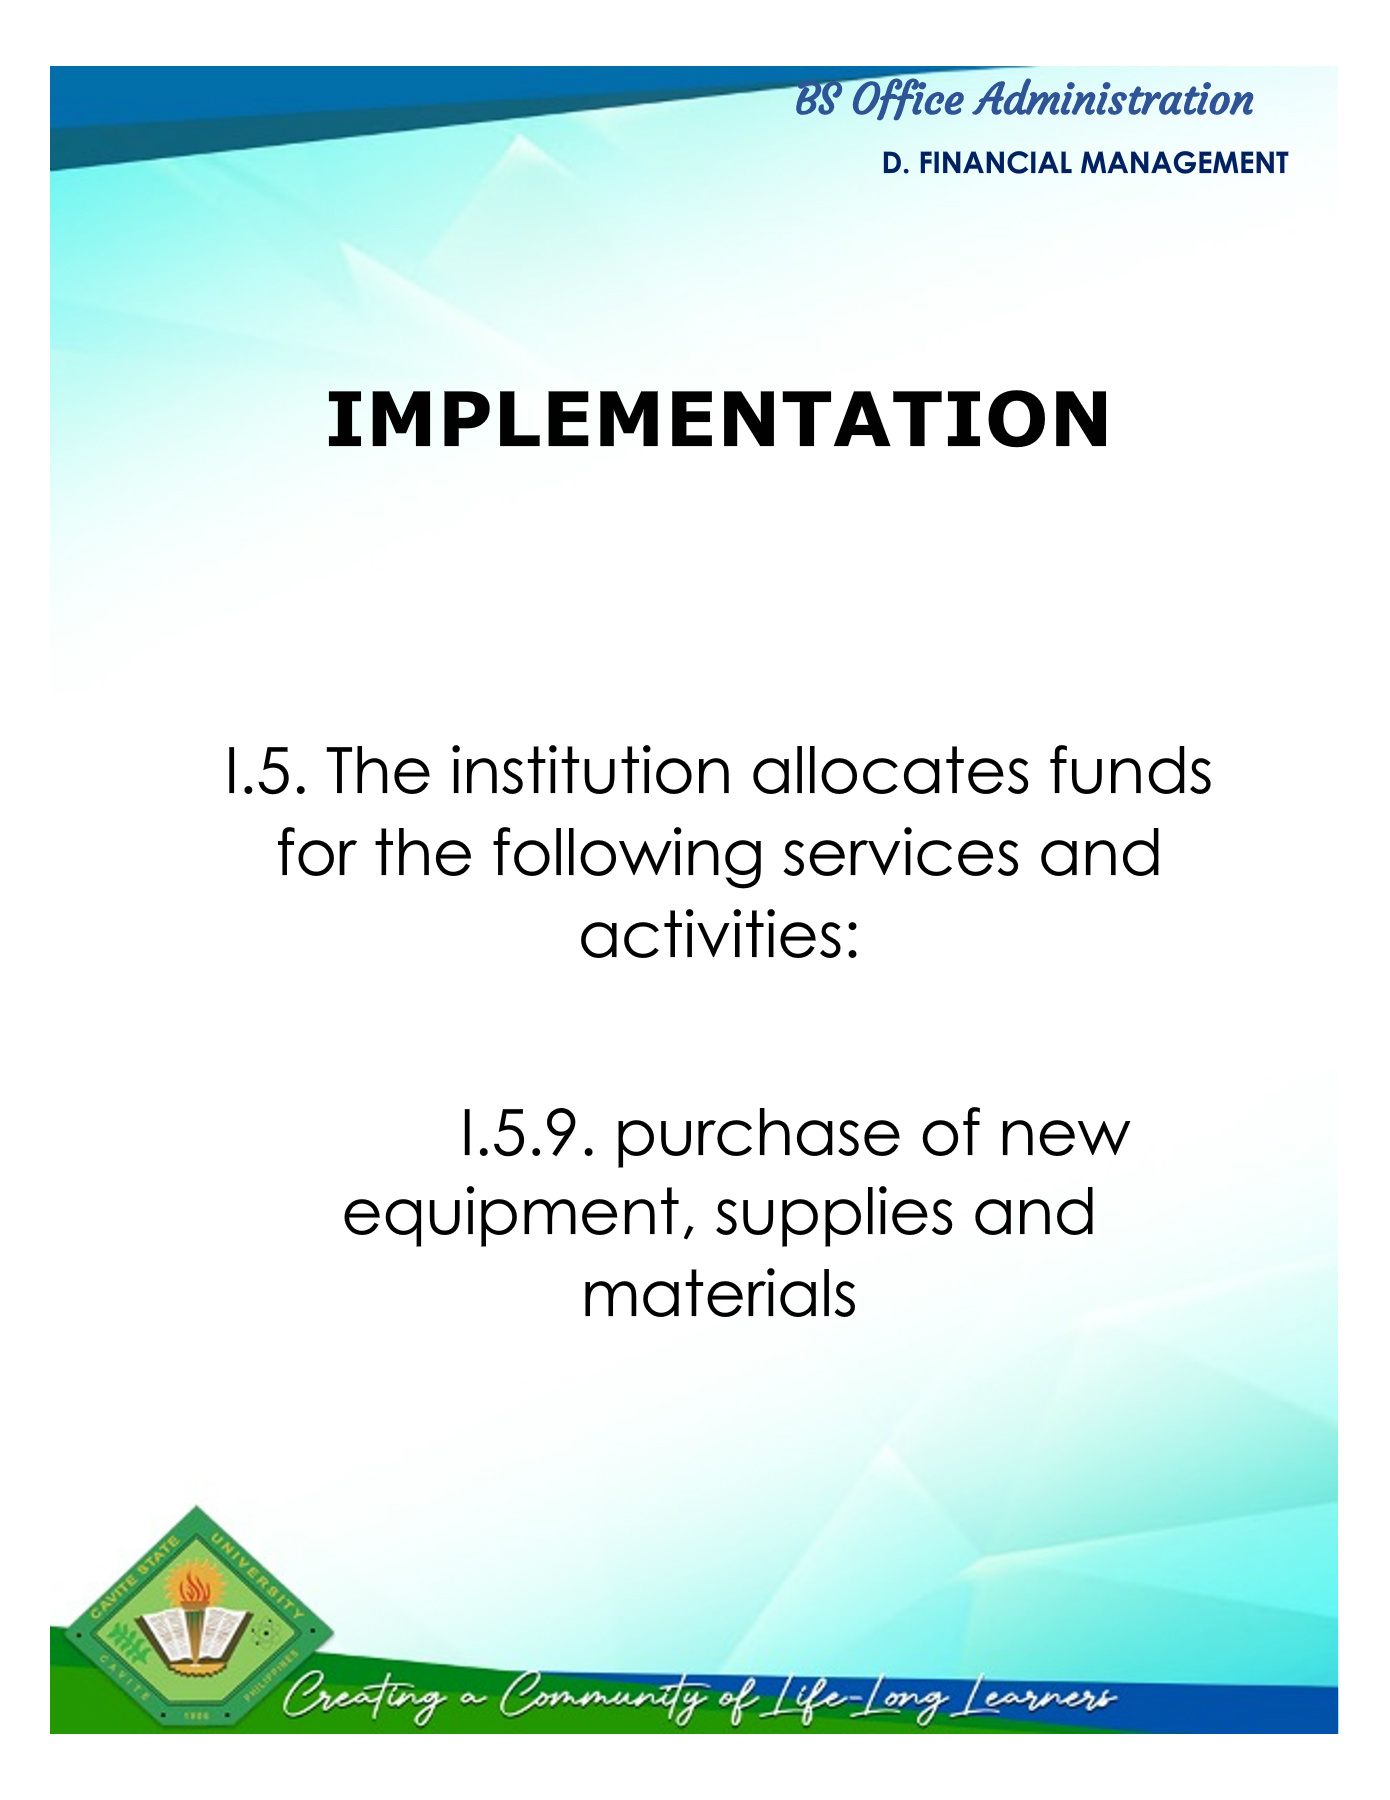 BS Office Administration
D. FINANCIAL MANAGEMENT
IMPLEMENTATION
I.5. The institution allocates funds
for the following services and
activities:
I.5.9. purchase of new
equipment, supplies and
materials
CAVITE STATE UNIVERSITY
CAVITE
PHILIPPINES
1906
Creating a Community of Life-Long Learners